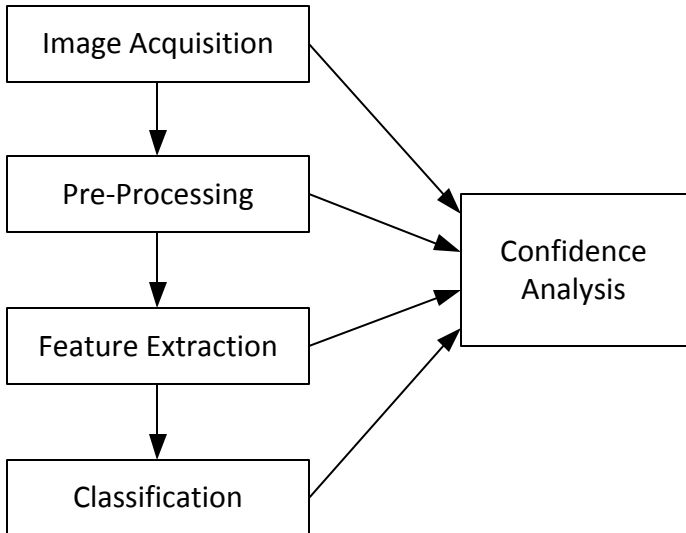 Image Acquisition
Pre-Processing
Feature Extraction
Classification
Confidence
Analysis